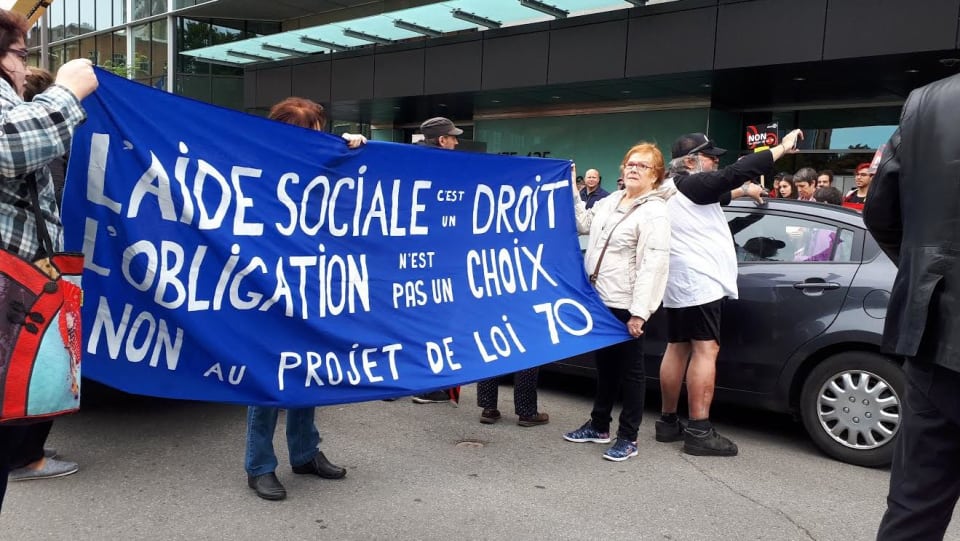 L'AIDE SOCIALE C'EST UN DROIT
L'OBLIGATION N'EST PAS UN CHOIX
NON AU PROJET DE LOI 70
NON